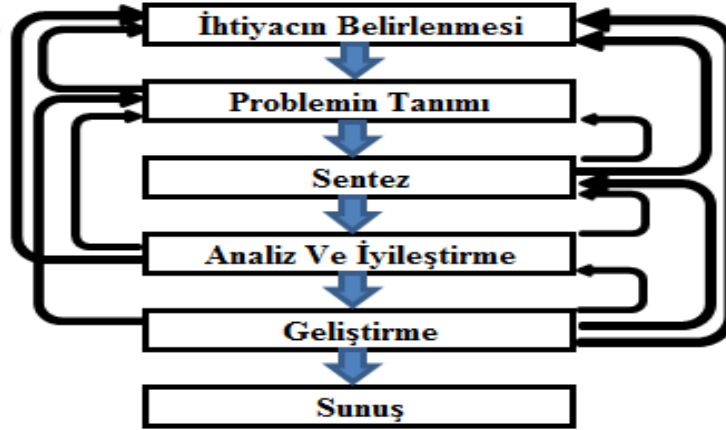 İhtiyacın Belirlenmesi
Problemin Tanımı
Sentez
Analiz Ve İyileştirme
Geliştirme
Sunuş